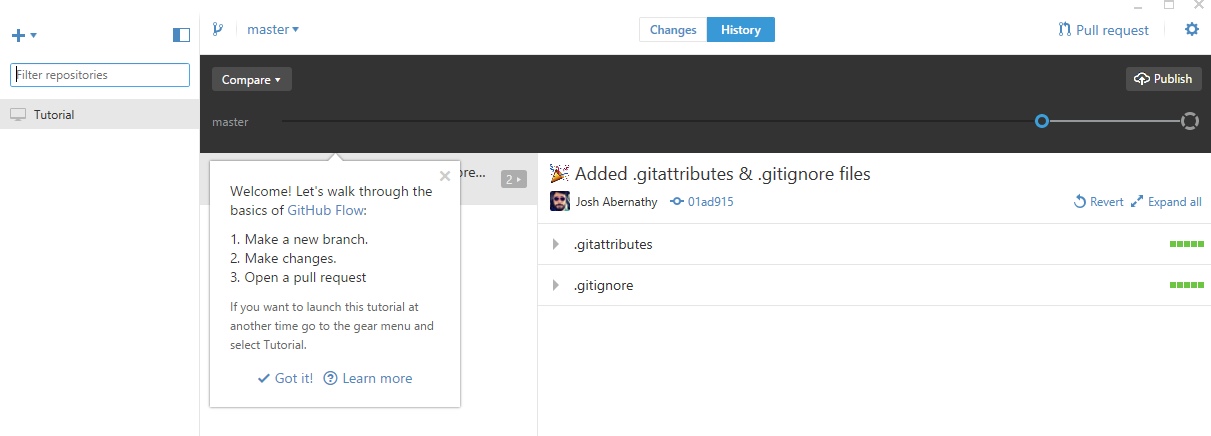 master
Changes
History
Pull request
Filter repositories
Tutorial
Compare
Publish
master
ore...
2
Welcome! Let's walk through the
basics of GitHub Flow:
1. Make a new branch.
2. Make changes.
3. Open a pull request
If you want to launch this tutorial at
another time go to the gear menu and
select Tutorial.
Got it!
Learn more
Added .gitattributes & .gitignore files
Josh Abernathy
01ad915
Revert
Expand all
.gitattributes
.gitignore